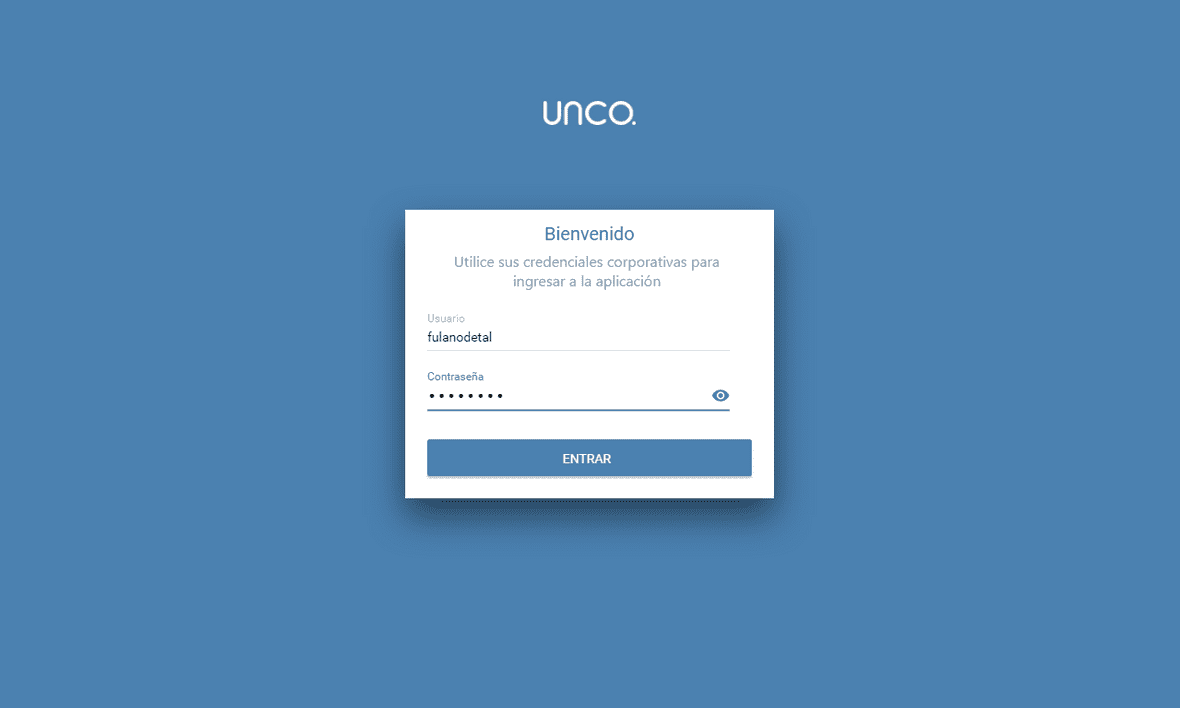 UNCO.
Bienvenido
Utilice sus credenciales corporativas para
ingresar a la aplicación
Usuario
fulanodetal
Contraseña
••••••••
ENTRAR